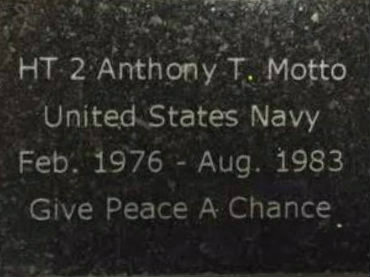 HT 2 Anthony T. Motto
United States Navy
Feb. 1976 - Aug. 1983
Give Peace A Chance